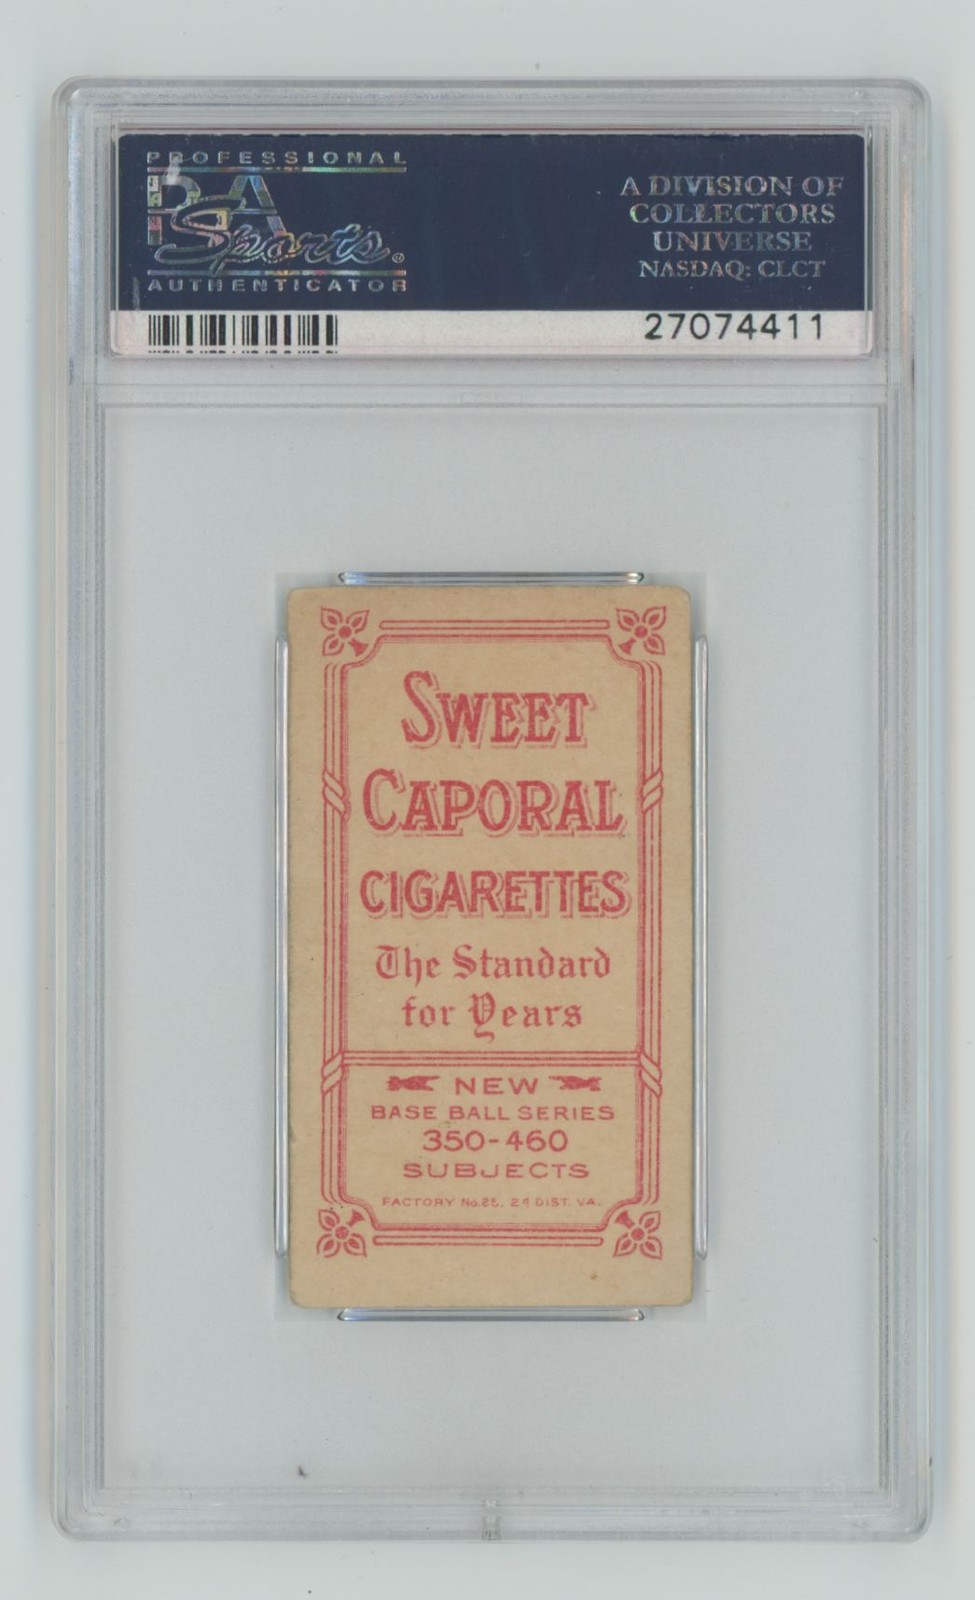 PROFESSIONAL
PSA
Sports®
AUTHENTICATOR
A DIVISION OF
COLLECTORS
UNIVERSE
NASDAQ: CLCT
27074411
SWEET
CAPORAL
CIGARETTES
The Standard
for Years
NEW
BASE BALL SERIES
350-460
SUBJECTS
FACTORY No. 25, 2d DIST. VA.